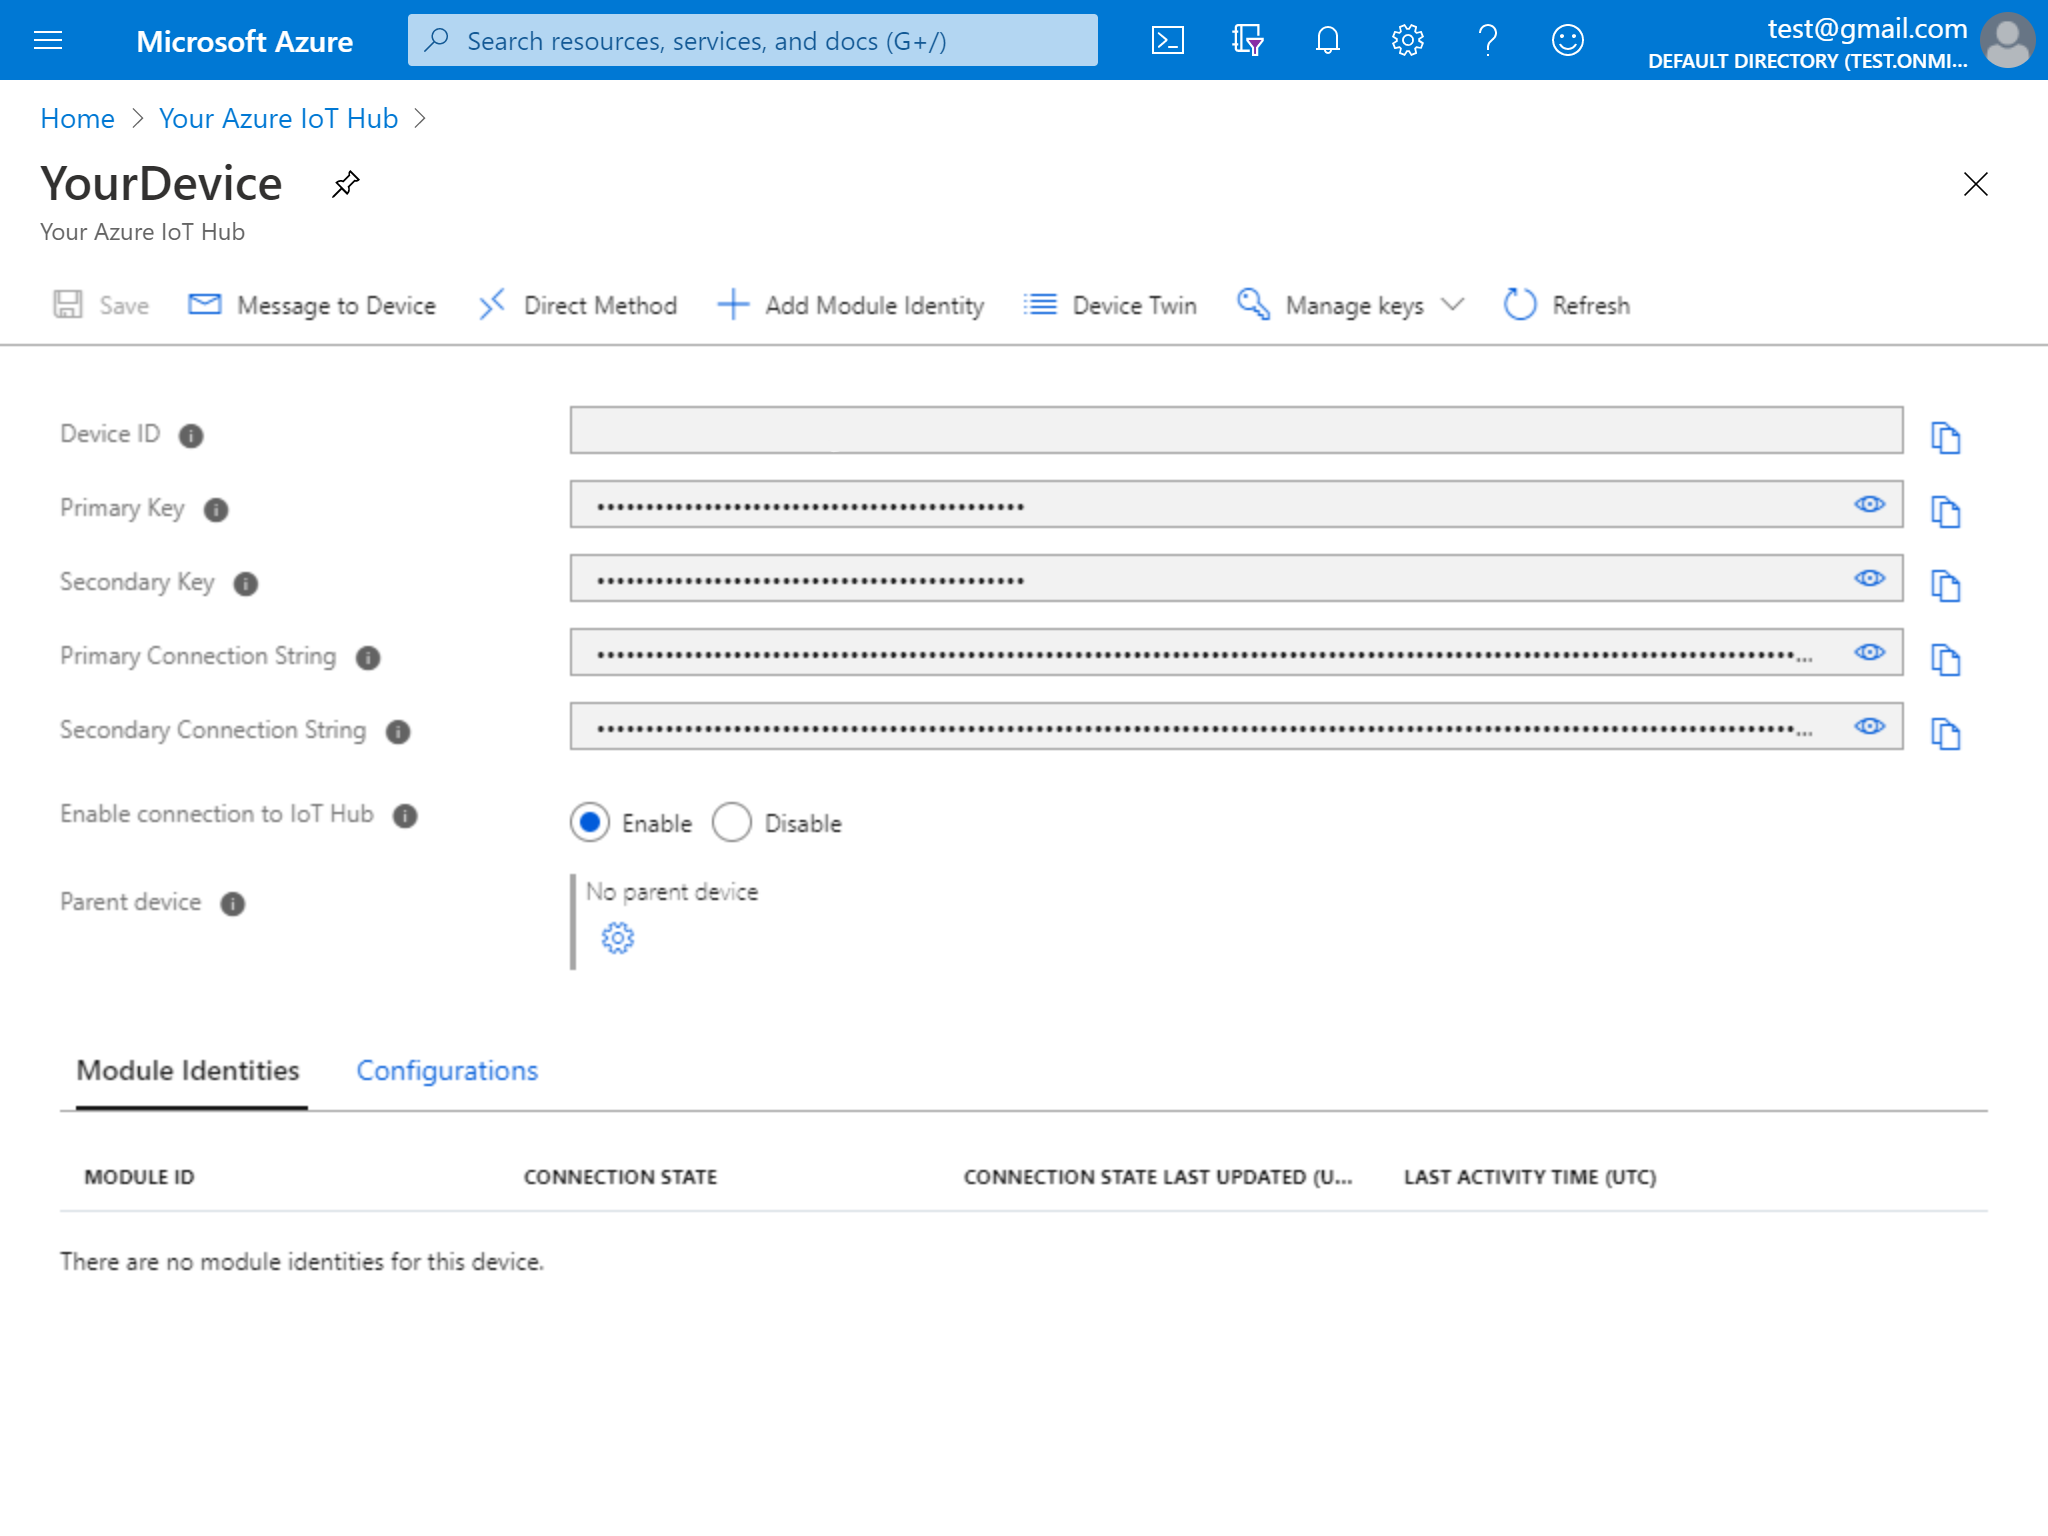 Microsoft Azure
Search resources, services, and docs (G+/)
test@gmail.com
DEFAULT DIRECTORY (TEST.ONMI...
Home > Your Azure IoT Hub >
YourDevice
Your Azure IoT Hub
Save Message to Device Direct Method Add Module Identity Device Twin Manage keys Refresh
Device ID
Primary Key
Secondary Key
Primary Connection String
Secondary Connection String
Enable connection to IoT Hub Enable Disable
Parent device No parent device
Module Identities Configurations
MODULE ID CONNECTION STATE CONNECTION STATE LAST UPDATED (U... LAST ACTIVITY TIME (UTC)
There are no module identities for this device.